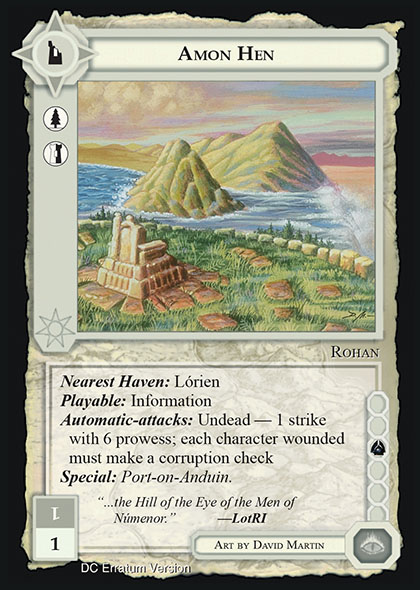 AMON HEN
ROHAN
Nearest Haven: Lórien
Playable: Information
Automatic-attacks: Undead — 1 strike
with 6 prowess; each character wounded
must make a corruption check
Special: Port-on-Anduin.
"...the Hill of the Eye of the Men of
Númenor." —LotRI
1
1
ART BY DAVID MARTIN
DC Erratum Version